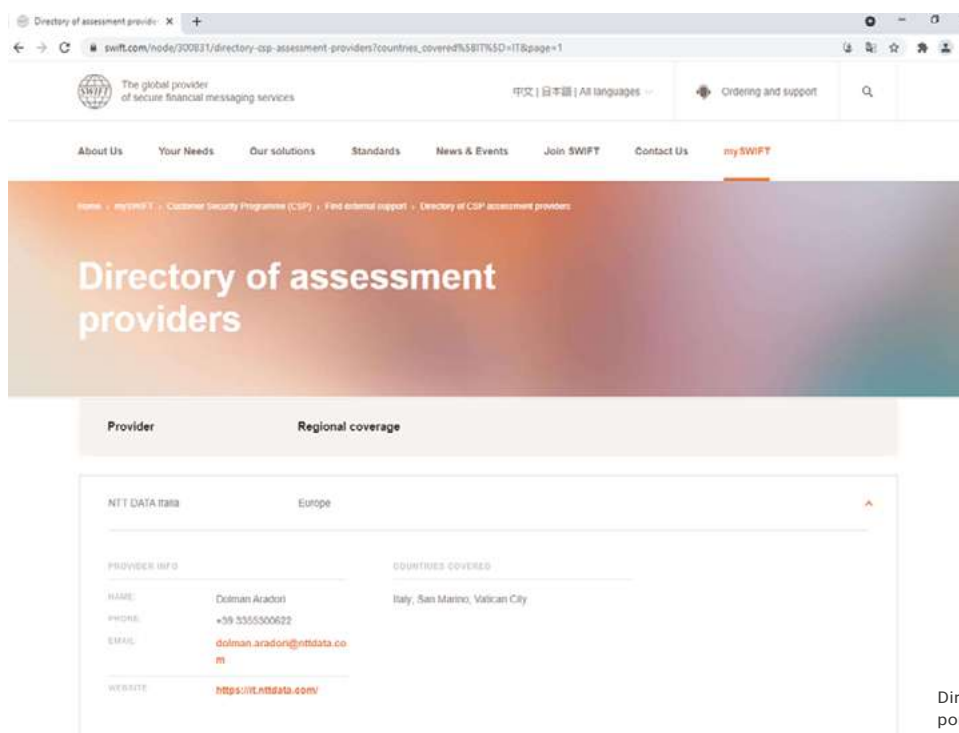 Directory of assessment provide
swift.com/node/300831/directory-csp-assessment-providers?countries_covered%5BIT%5D=IT&page=1
SWIFT
The global provider
of secure financial messaging services
中文 | 日本語 | All languages
Ordering and support
About Us Your Needs Our solutions Standards News & Events Join SWIFT Contact Us mySWIFT
Home › mySWIFT › Customer Security Programme (CSP) › Find external support › Directory of CSP assessment providers
Directory of assessment
providers
Provider Regional coverage
NTT DATA Italia Europe
PROVIDER INFO COUNTRIES COVERED
NAME: Dolman Aradori Italy, San Marino, Vatican City
PHONE: +39 3355300622
EMAIL: dolman.aradori@nttdata.co
m
WEBSITE: https://it.nttdata.com/
Dir
po